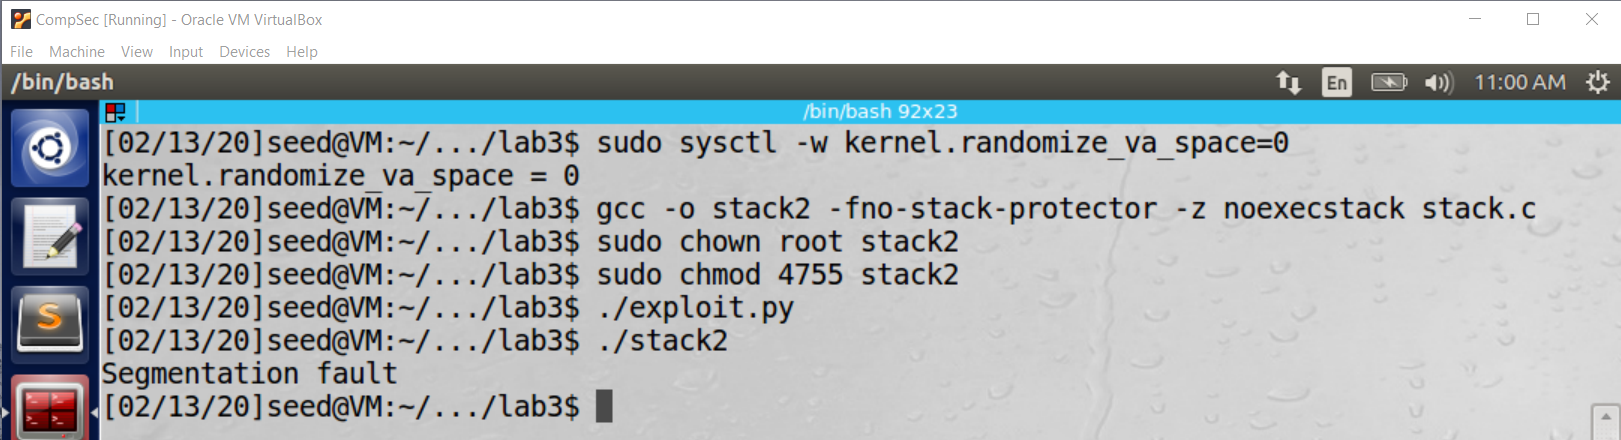 CompSec [Running] - Oracle VM VirtualBox
File Machine View Input Devices Help
/bin/bash En 11:00 AM
/bin/bash 92x23
[02/13/20]seed@VM:~/.../lab3$ sudo sysctl -w kernel.randomize_va_space=0
kernel.randomize_va_space = 0
[02/13/20]seed@VM:~/.../lab3$ gcc -o stack2 -fno-stack-protector -z noexecstack stack.c
[02/13/20]seed@VM:~/.../lab3$ sudo chown root stack2
[02/13/20]seed@VM:~/.../lab3$ sudo chmod 4755 stack2
[02/13/20]seed@VM:~/.../lab3$ ./exploit.py
[02/13/20]seed@VM:~/.../lab3$ ./stack2
Segmentation fault
[02/13/20]seed@VM:~/.../lab3$